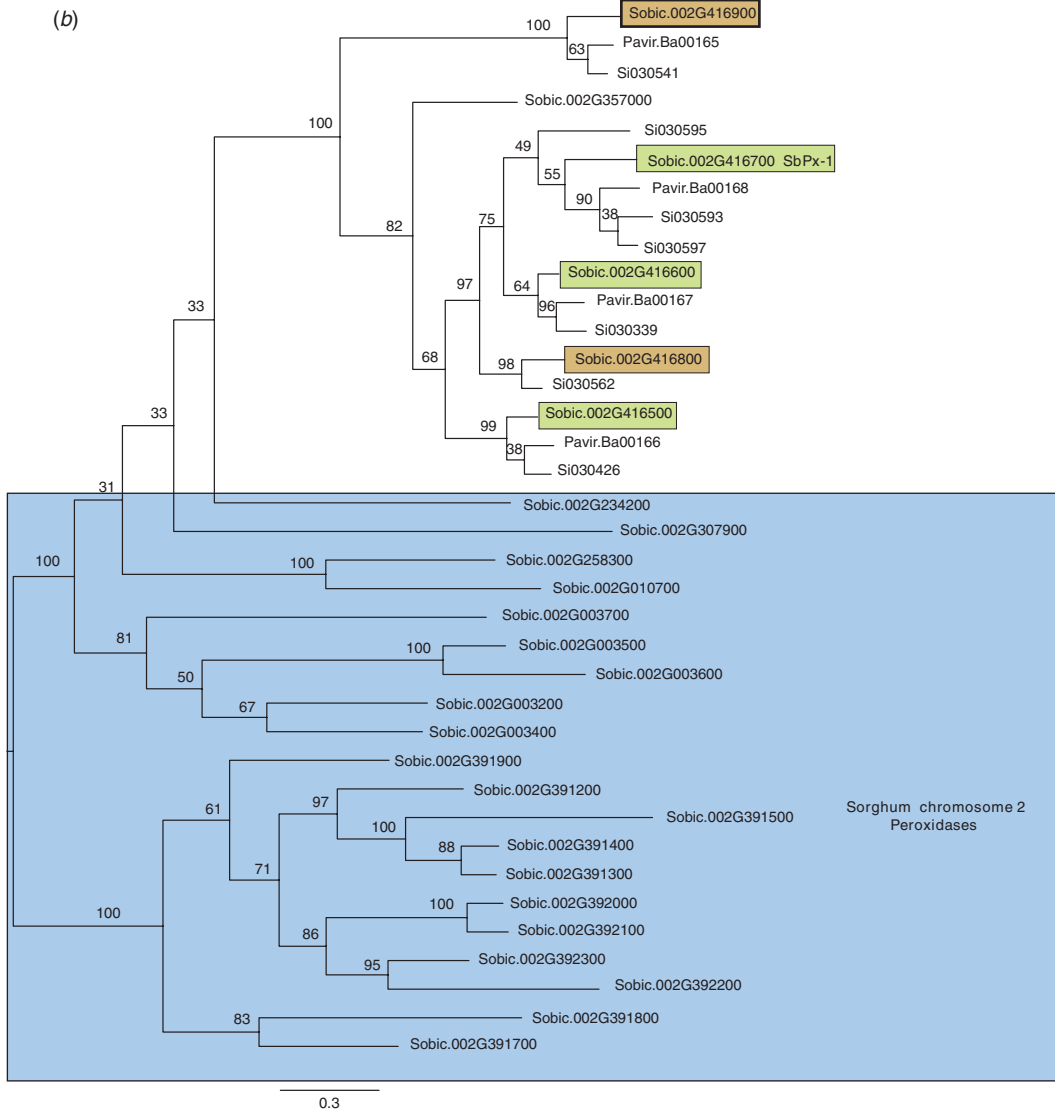 (b)
100
Sobic.002G416900
63
Pavir.Ba00165
Si030541
100
Sobic.002G357000
49
Si030595
55
Sobic.002G416700 SbPx-1
90
Pavir.Ba00168
38
Si030593
Si030597
82
75
64
Sobic.002G416600
96
Pavir.Ba00167
Si030339
97
33
68
98
Sobic.002G416800
Si030562
99
Sobic.002G416500
38
Pavir.Ba00166
Si030426
33
31
Sobic.002G234200
Sobic.002G307900
100
100
Sobic.002G258300
Sobic.002G010700
81
Sobic.002G003700
50
100
Sobic.002G003500
Sobic.002G003600
67
Sobic.002G003200
Sobic.002G003400
61
Sobic.002G391900
97
Sobic.002G391200
100
Sobic.002G391500
88
Sobic.002G391400
Sobic.002G391300
Sorghum chromosome 2
Peroxidases
71
100
Sobic.002G392000
Sobic.002G392100
100
86
95
Sobic.002G392300
Sobic.002G392200
83
Sobic.002G391800
Sobic.002G391700
0.3